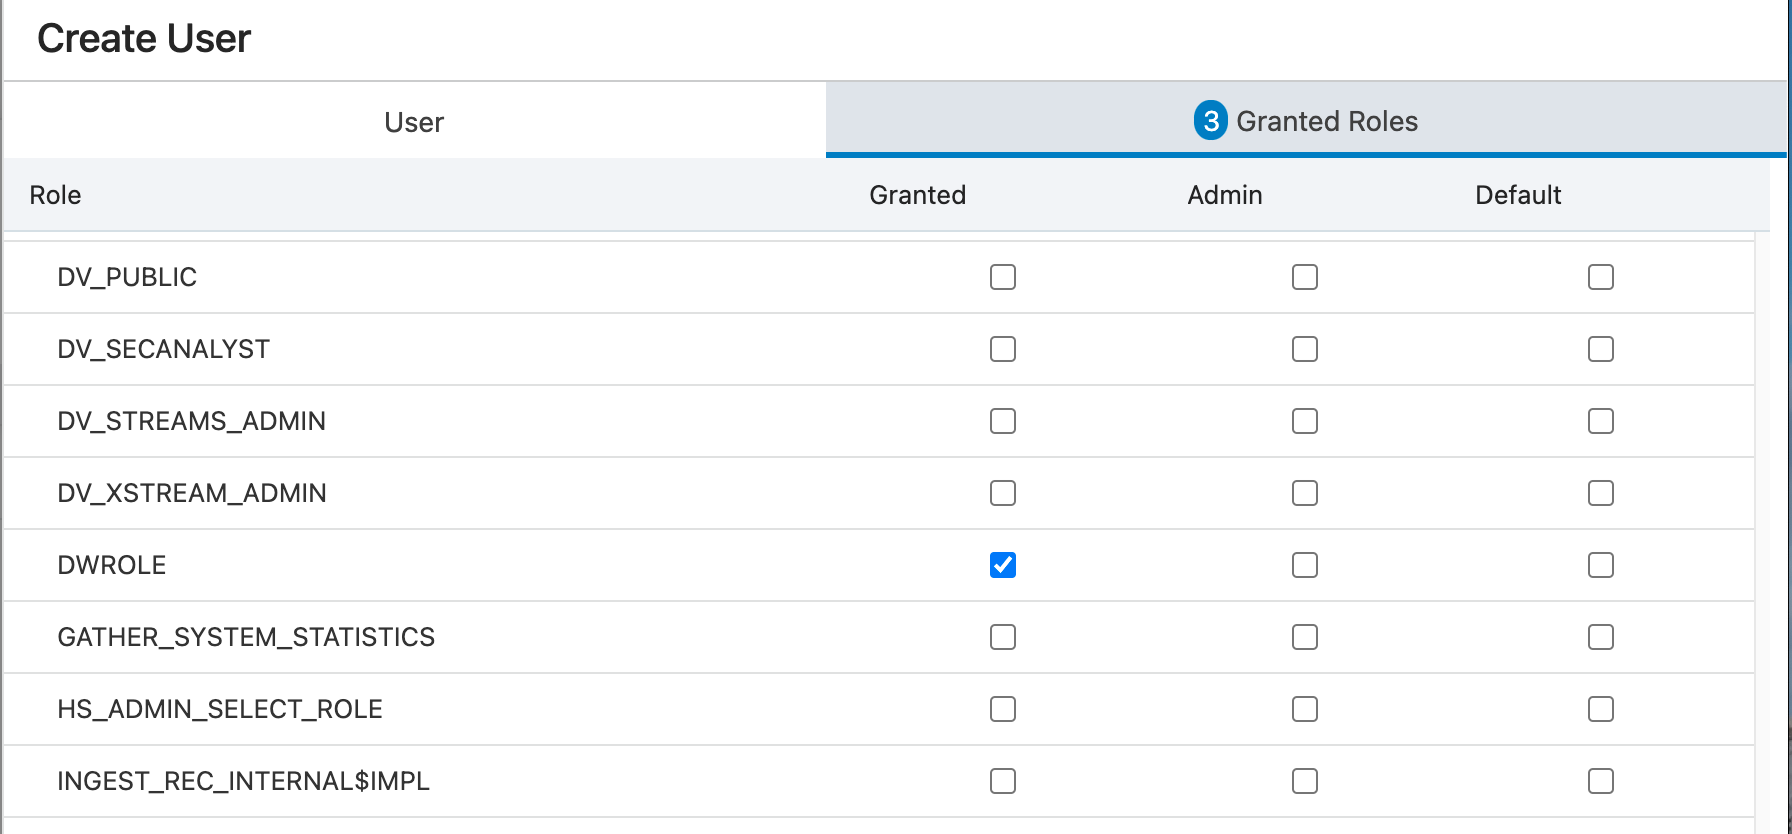 Create User
User
3 Granted Roles
Role Granted Admin Default
DV_PUBLIC
DV_SECANALYST
DV_STREAMS_ADMIN
DV_XSTREAM_ADMIN
DWROLE
GATHER_SYSTEM_STATISTICS
HS_ADMIN_SELECT_ROLE
INGEST_REC_INTERNAL$IMPL